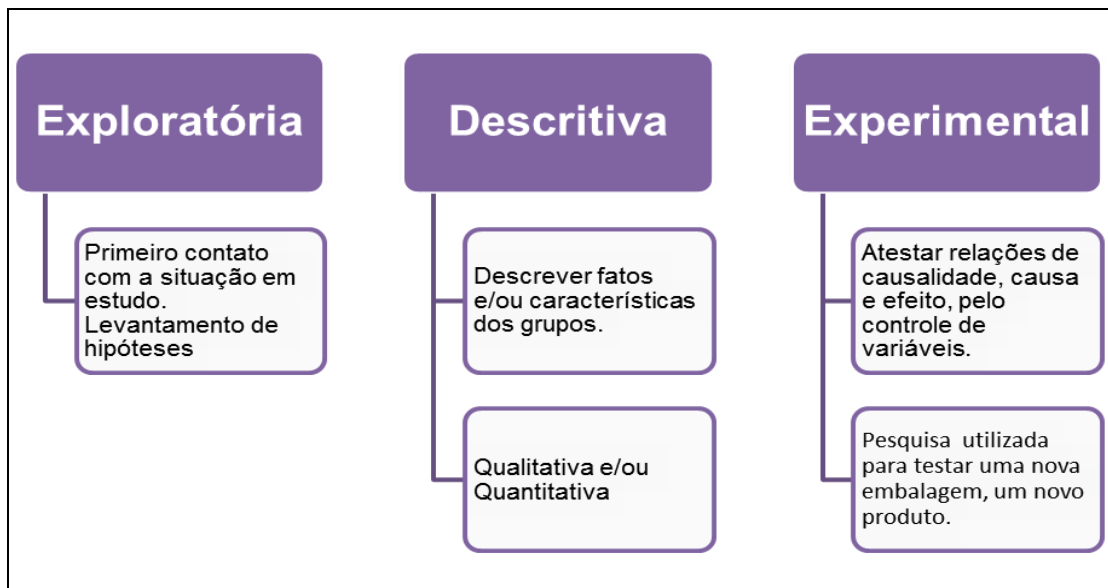 Exploratória
Primeiro contato
com a situação em
estudo.
Levantamento de
hipóteses
Descritiva
Descrever fatos
e/ou características
dos grupos.
Qualitativa e/ou
Quantitativa
Experimental
Atestar relações de
causalidade, causa
e efeito, pelo
controle de
variáveis.
Pesquisa utilizada
para testar uma nova
embalagem, um novo
produto.